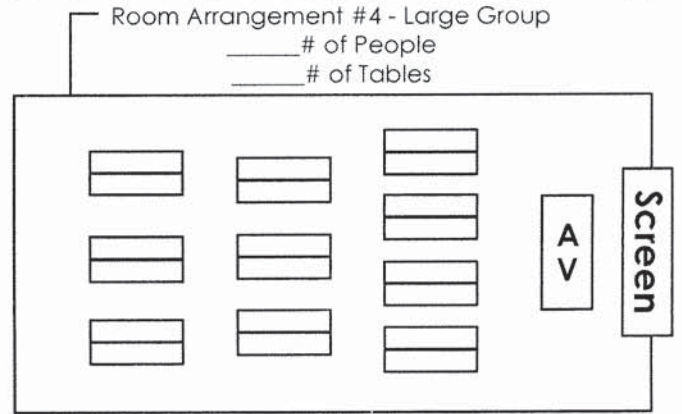 Room Arrangement #4 - Large Group
______# of People
______# of Tables
A
V
Screen